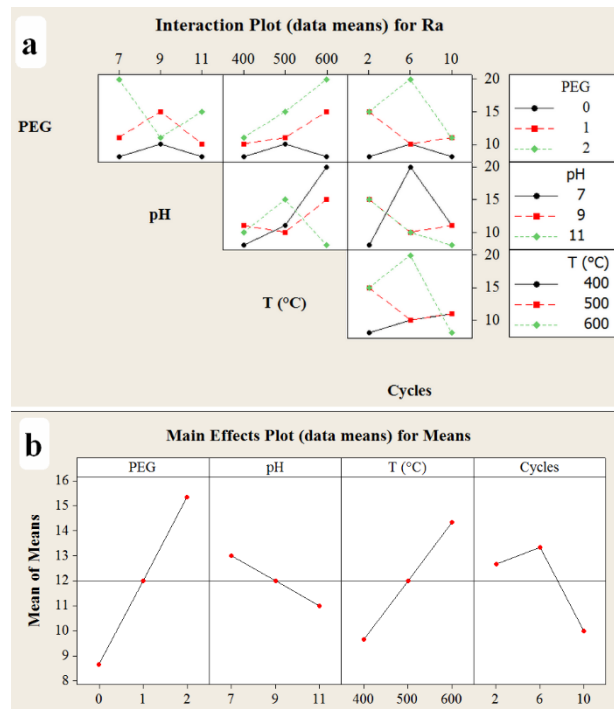 a
Interaction Plot (data means) for Ra
7 9 11 400 500 600 2 6 10
PEG
20
15
10
PEG
0
1
2
pH
20
15
10
pH
7
9
11
T (°C)
20
15
10
T (°C)
400
500
600
Cycles
b
Main Effects Plot (data means) for Means
PEG pH T (°C) Cycles
Mean of Means
16
15
14
13
12
11
10
9
8
0 1 2 7 9 11 400 500 600 2 6 10